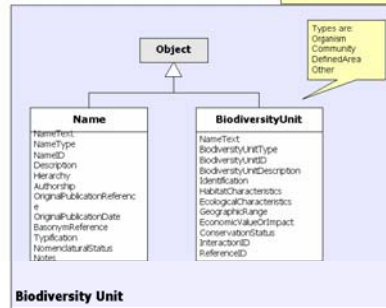 Types are:
Organism
Community
DefinedArea
Other
Object
Name
NameText
NameType
NameID
Description
Hierarchy
Authorship
OriginalPublicationReferenc
e
OriginalPublicationDate
BasonymReference
Typification
NomenclaturalStatus
Notes
BiodiversityUnit
NameText
BiodiversityUnitType
BiodiversityUnitID
BiodiversityUnitDescription
Identification
HabitatCharacteristics
EcologicalCharacteristics
GeographicRange
EconomicValueOrImpact
ConservationStatus
InteractionID
ReferenceID
Biodiversity Unit